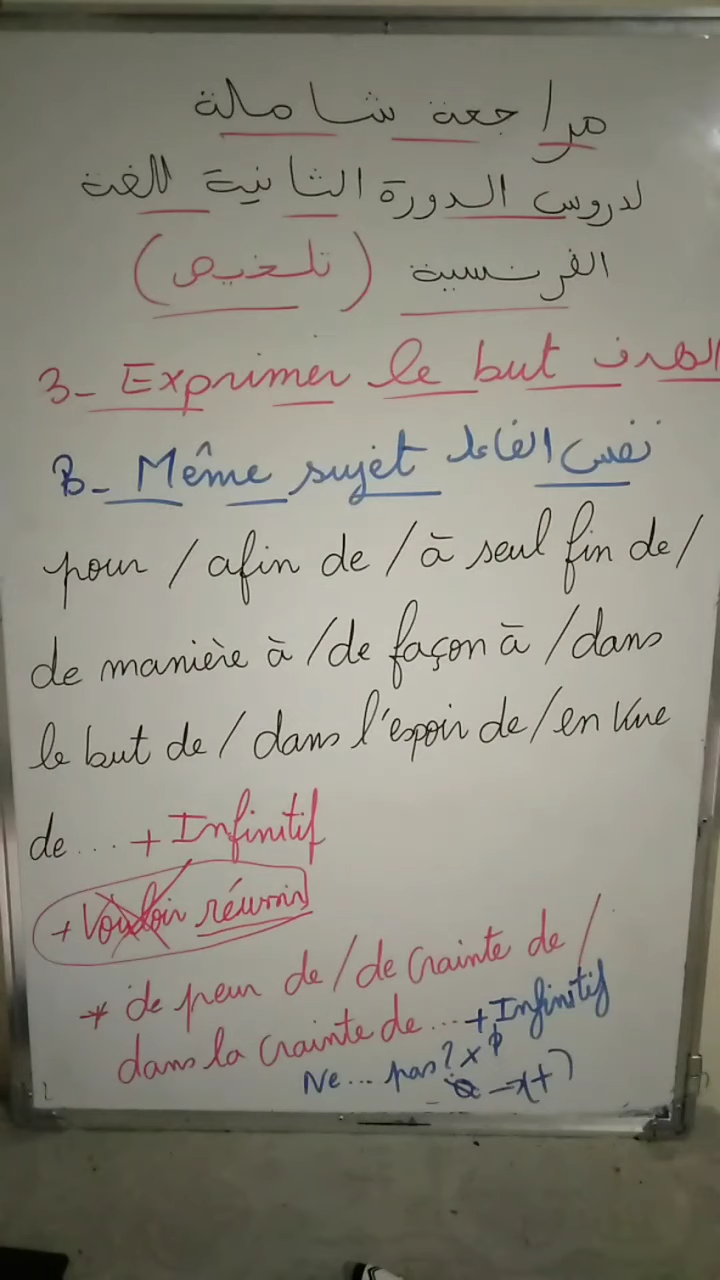 مراجعة شاملة
لدروس الدورة الثانية للغة
الفرنسية (تلخيص)
3- Exprimer le but الهدف
B- Même sujet نفس الفاعل
pour / afin de / à seul fin de /
de manière à / de façon à / dans
le but de / dans l'espoir de / en vue
de ... + Infinitif
+ Vouloir réussir
* de peur de / de crainte de /
dans la crainte de ... + Infinitif
Ne ... pas ? x
- x +)